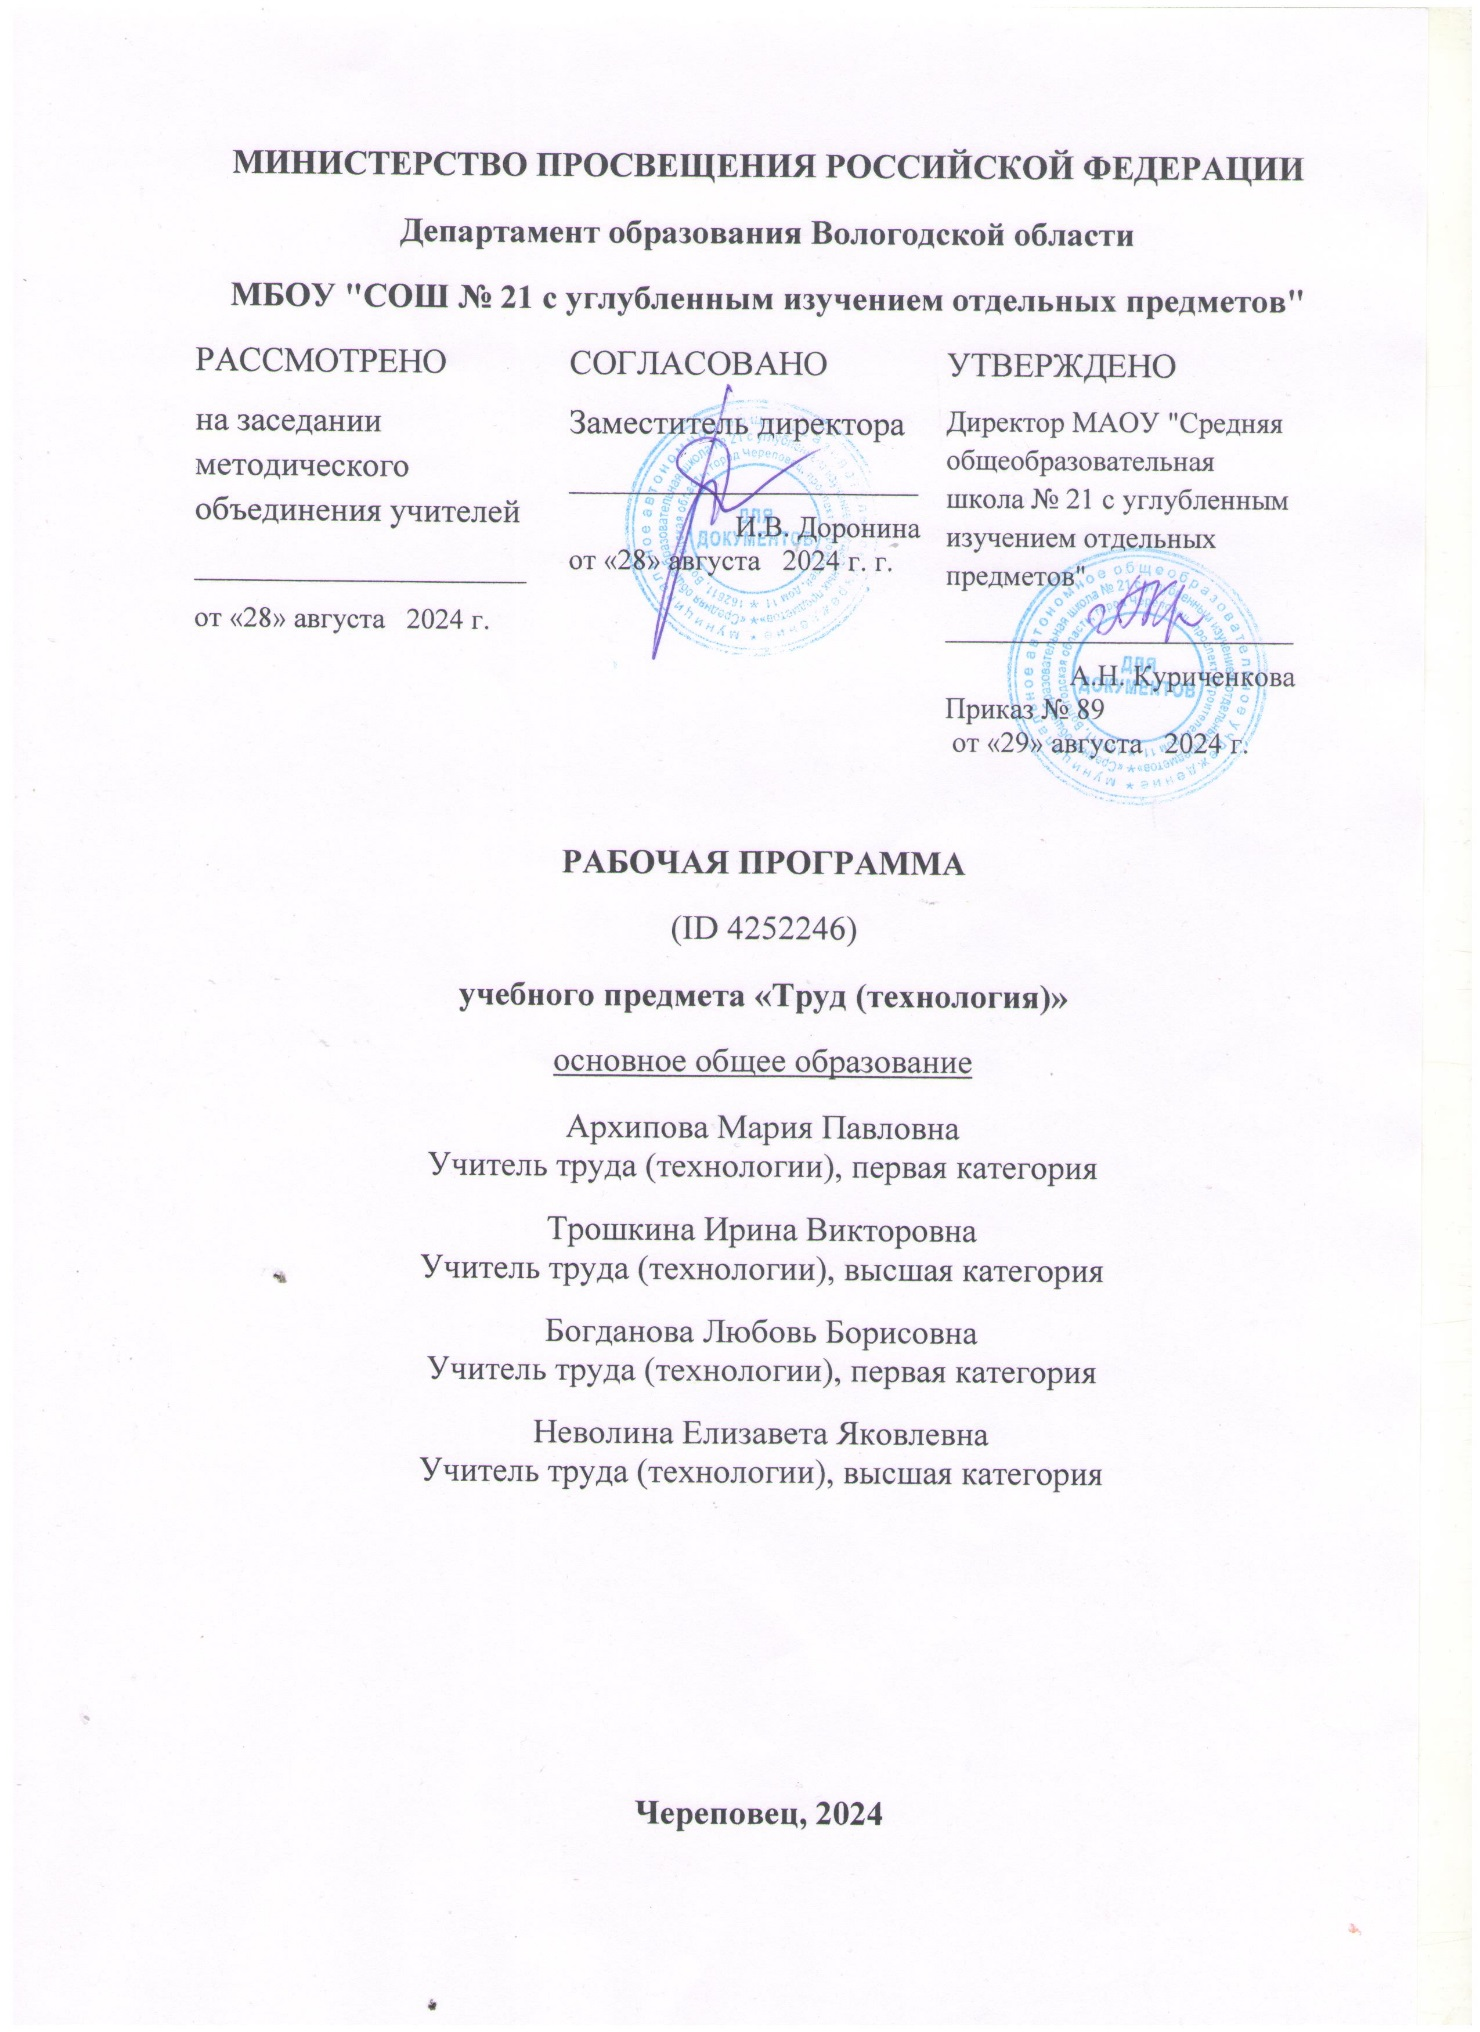 МИНИСТЕРСТВО ПРОСВЕЩЕНИЯ РОССИЙСКОЙ ФЕДЕРАЦИИ
Департамент образования Вологодской области
МБОУ "СОШ № 21 с углубленным изучением отдельных предметов"
РАССМОТРЕНО
на заседании
методического
объединения учителей
от «28» августа 2024 г.
СОГЛАСОВАНО
Заместитель директора
И.В. Доронина
от «28» августа 2024 г. г.
ДЛЯ
ДОКУМЕНТОВ
УТВЕРЖДЕНО
Директор МАОУ "Средняя
общеобразовательная
школа № 21 с углубленным
изучением отдельных
предметов"
А.Н. Куриченкова
Приказ № 89
от «29» августа 2024 г.
ДЛЯ
ДОКУМЕНТОВ
РАБОЧАЯ ПРОГРАММА
(ID 4252246)
учебного предмета «Труд (технология)»
основное общее образование
Архипова Мария Павловна
Учитель труда (технологии), первая категория
Трошкина Ирина Викторовна
Учитель труда (технологии), высшая категория
Богданова Любовь Борисовна
Учитель труда (технологии), первая категория
Неволина Елизавета Яковлевна
Учитель труда (технологии), высшая категория
Череповец, 2024